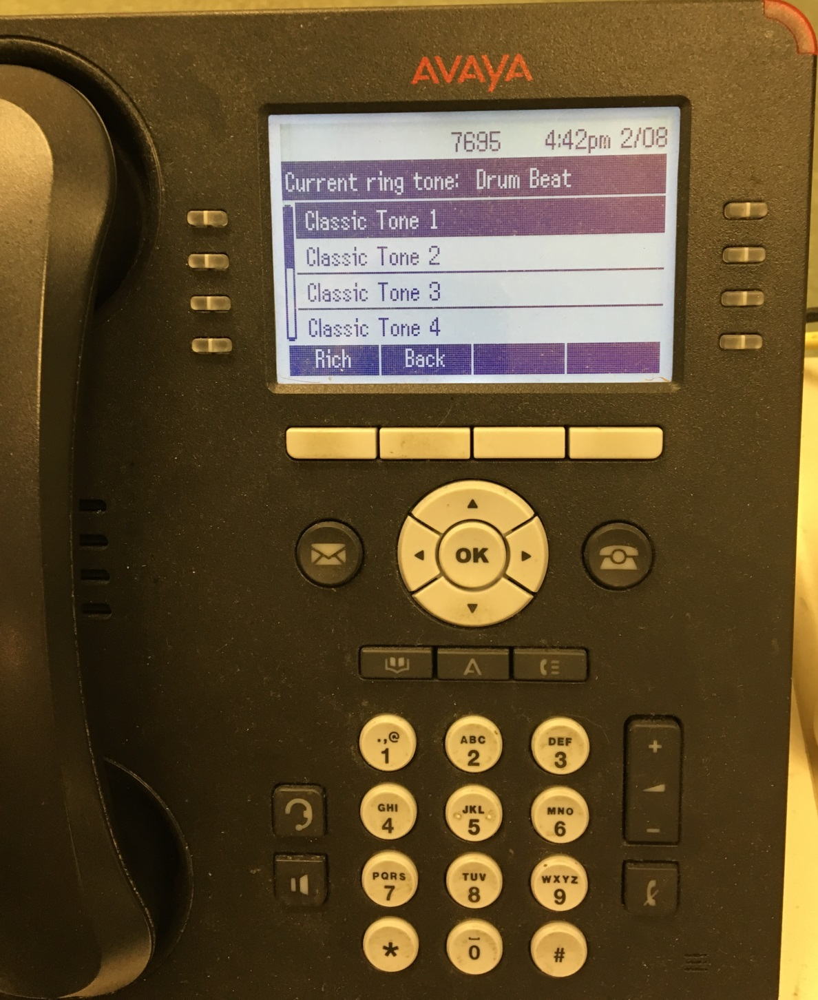 AVAYA
7695 4:42pm 2/08
Current ring tone: Drum Beat
Classic Tone 1
Classic Tone 2
Classic Tone 3
Classic Tone 4
Rich Back
OK
A
.,@ ABC DEF
1 2 3
+
GHI JKL MNO
4 5 6
-
PQRS TUV WXYZ
7 8 9
* 0 #